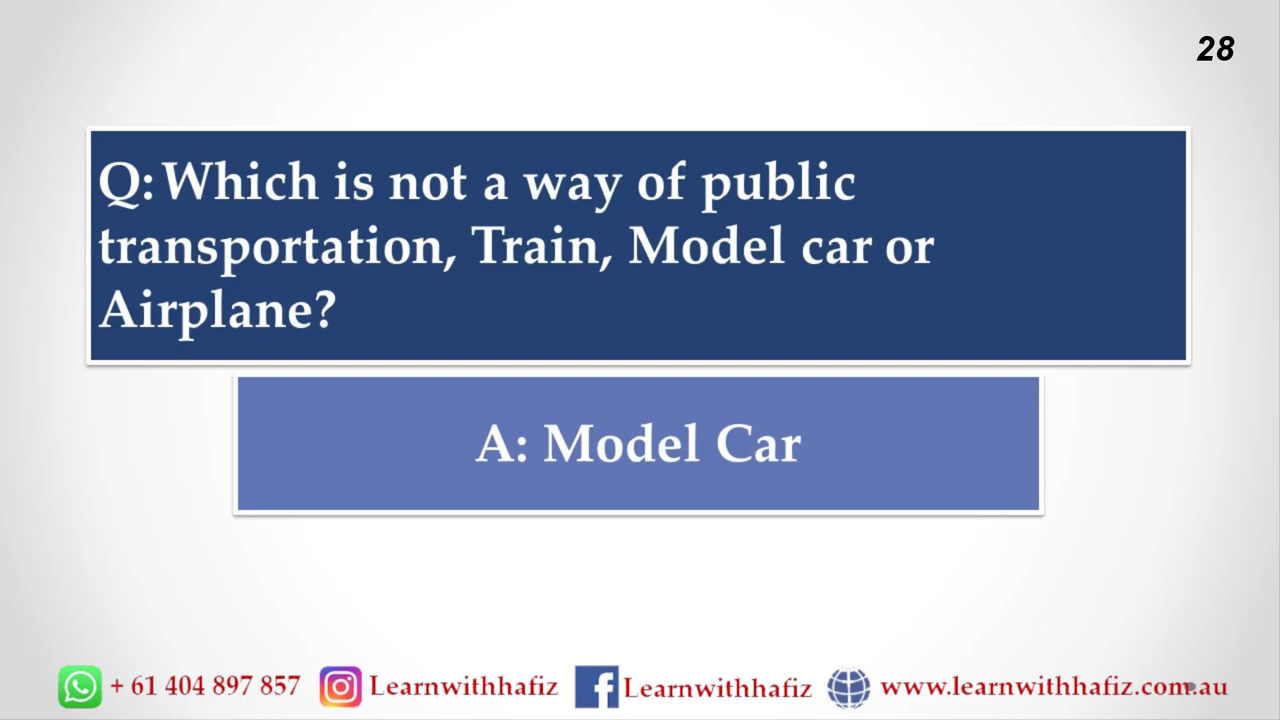 28
Q: Which is not a way of public
transportation, Train, Model car or
Airplane?
A: Model Car
+ 61 404 897 857 Learnwithhafiz Learnwithhafiz www.learnwithhafiz.com.au